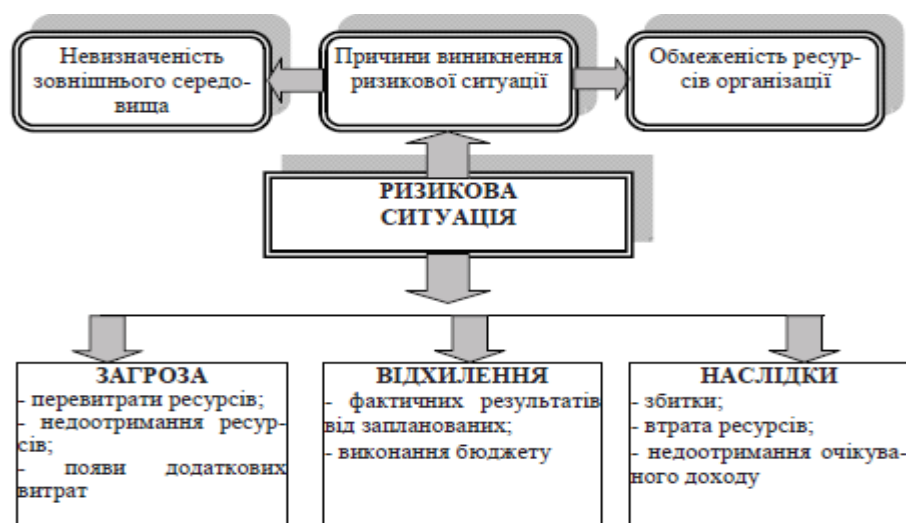 Невизначеність
зовнішнього середо-
вища
Причини виникнення
ризикової ситуації
Обмеженість ресур-
сів організації
РИЗИКОВА
СИТУАЦІЯ
ЗАГРОЗА
- перевитрати ресурсів;
- недоотримання ресур-
сів;
- появи додаткових
витрат
ВІДХИЛЕННЯ
- фактичних результатів
від запланованих;
- виконання бюджету
НАСЛІДКИ
- збитки;
- втрата ресурсів;
- недоотримання очікува-
ного доходу